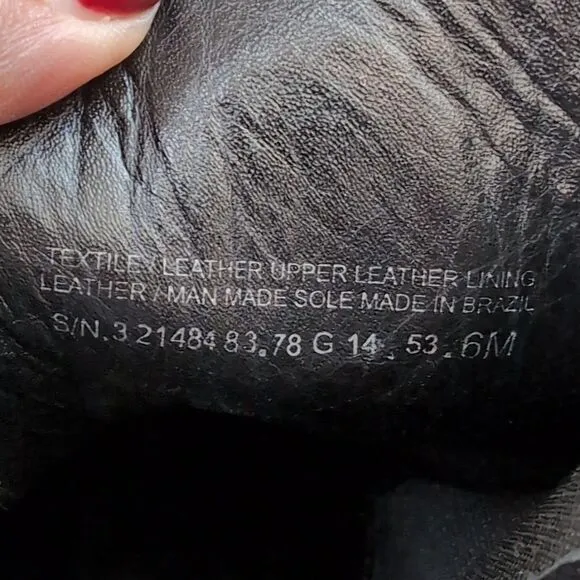 TEXTILE / LEATHER UPPER LEATHER LINING
LEATHER / MAN MADE SOLE MADE IN BRAZIL
S/N.3 21484 83.78 G 14. 53. 6M